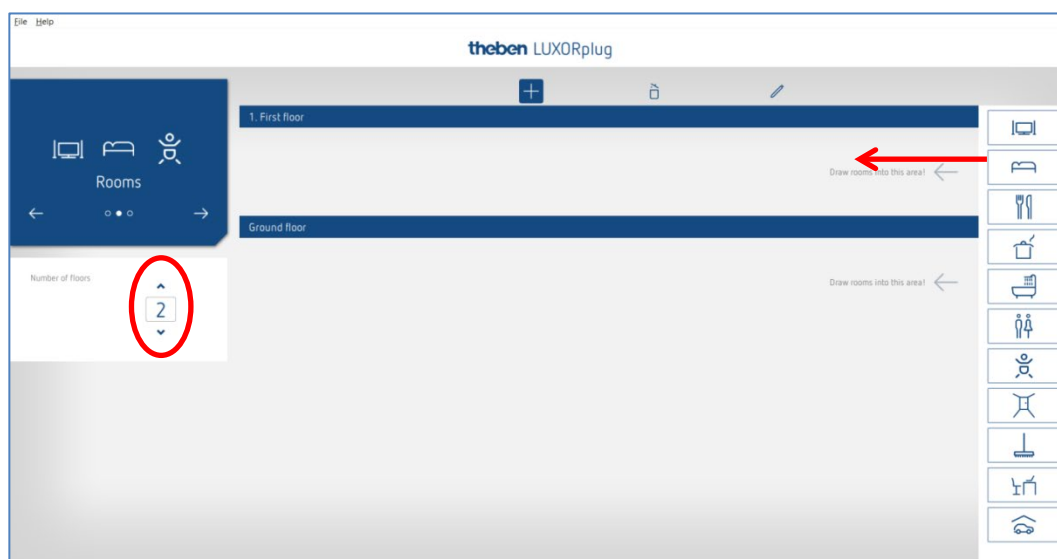 File Help
theben LUXORplug
1. First floor
Draw rooms into this area!
Rooms
Ground floor
Number of floors
2
Draw rooms into this area!